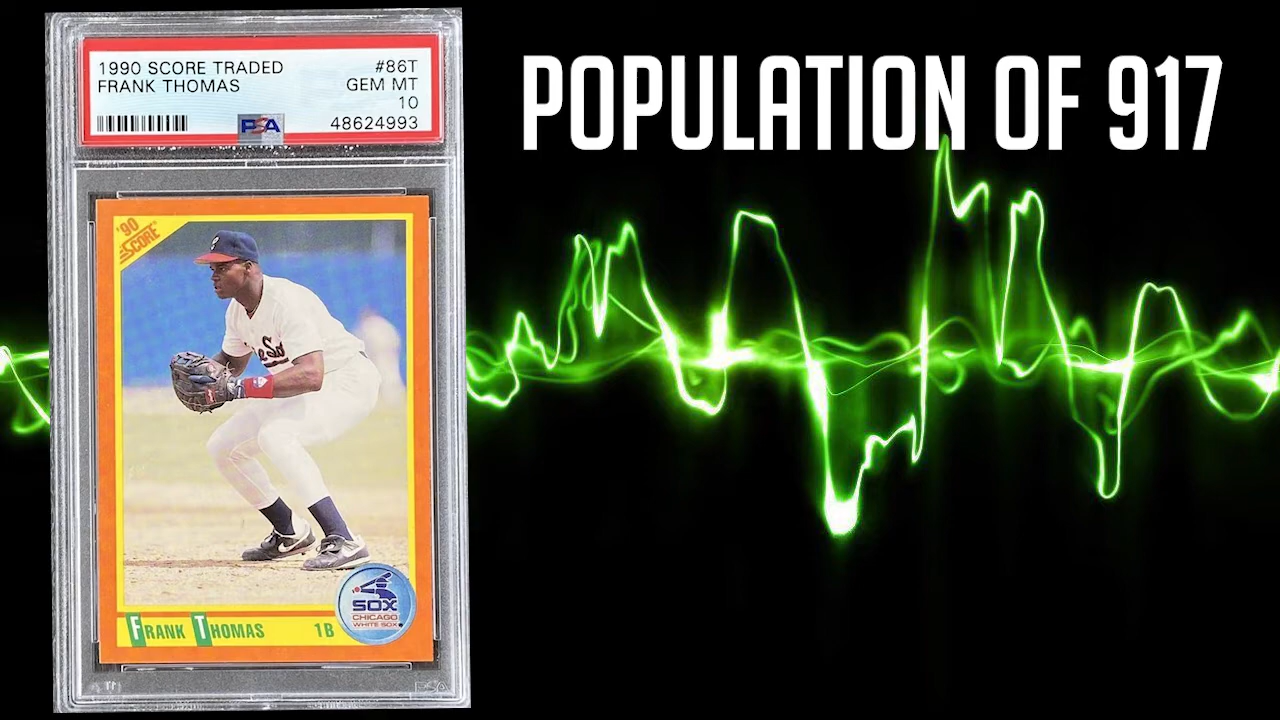 1990 SCORE TRADED #86T
FRANK THOMAS GEM MT
10
PSA 48624993
POPULATION OF 917
'90
SCORE
SOX
CHICAGO
WHITE SOX
FRANK THOMAS 1B
PSA